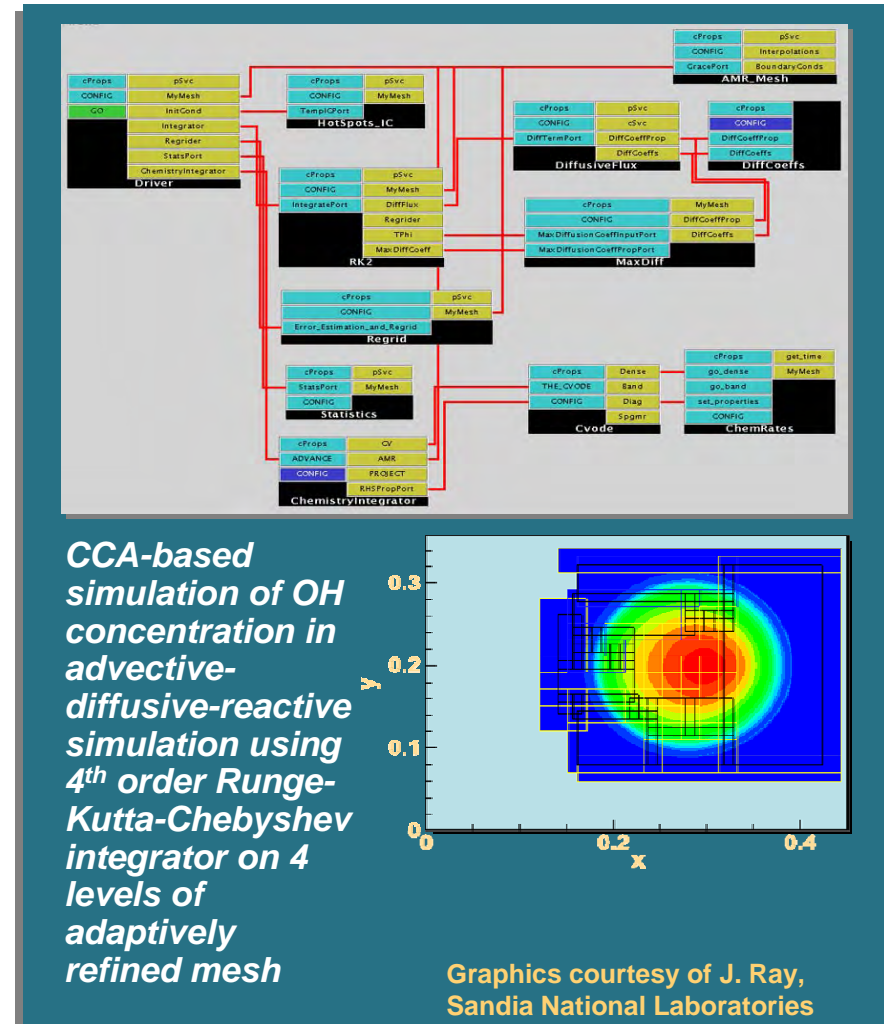 cProps pSvc
CONFIG Interpolations
GracePort BoundaryConds
AMR_Mesh
cProps pSvc
CONFIG MyMesh
GO InitCond
Integrator
Regrider
StatsPort
ChemistryIntegrator
Driver
cProps pSvc
CONFIG MyMesh
TempICPort
HotSpots_IC
cProps pSvc
CONFIG cSvc
DiffTermPort DiffCoeffProp
DiffCoeffs
DiffusiveFlux
cProps
CONFIG
DiffCoeffProp
DiffCoeffs
DiffCoeffs
cProps pSvc
CONFIG MyMesh
IntegratePort DiffFlux
Regrider
TPhi
MaxDiffCoeff
RK2
cProps MyMesh
CONFIG DiffCoeffProp
MaxDiffusionCoeffInputPort DiffCoeffs
MaxDiffusionCoeffPropPort
MaxDiff
cProps pSvc
CONFIG MyMesh
Error_Estimation_and_Regrid
Regrid
cProps pSvc
StatsPort MyMesh
CONFIG
Statistics
cProps Dense
THE_CVODE Band
CONFIG Diag
Spgmr
Cvode
cProps get_time
go_dense MyMesh
go_band
set_properties
CONFIG
ChemRates
cProps CV
ADVANCE AMR
CONFIG PROJECT
RHSPropPort
ChemistryIntegrator
CCA-based
simulation of OH
concentration in
advective-
diffusive-reactive
simulation using
4th order Runge-
Kutta-Chebyshev
integrator on 4
levels of
adaptively
refined mesh
0.3
0.2
y
0.1
0
0 0.2 0.4
x
Graphics courtesy of J. Ray,
Sandia National Laboratories